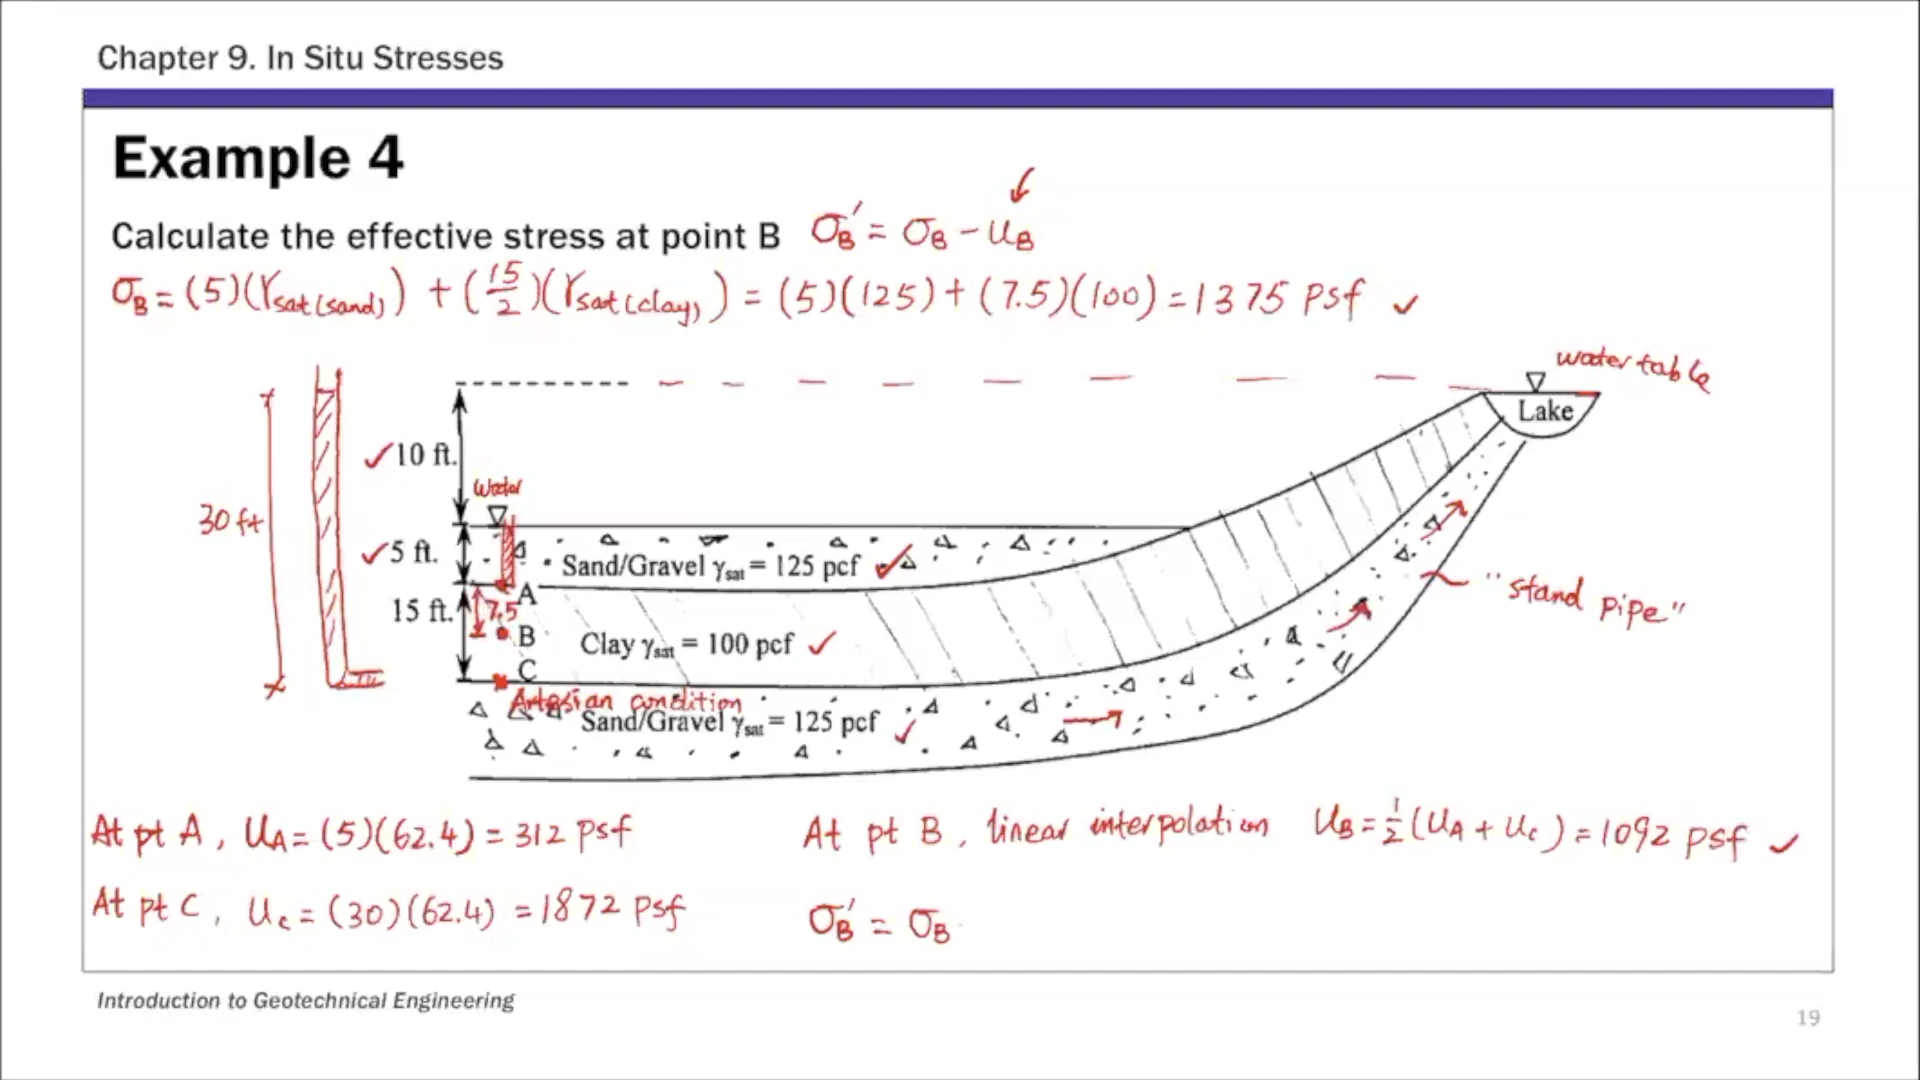 Chapter 9. In Situ Stresses
Example 4
Calculate the effective stress at point B σB' = σB - uB
σB = (5)(γsat(sand)) + (15/2)(γsat(clay)) = (5)(125) + (7.5)(100) = 1375 psf ✓
water table
Lake
✓10 ft.
Water
30 ft
✓5 ft.
Sand/Gravel γsat = 125 pcf ✓
A
15 ft.
7.5
"stand pipe"
B
Clay γsat = 100 pcf ✓
C
Artesian condition
Sand/Gravel γsat = 125 pcf ✓
At pt A, uA = (5)(62.4) = 312 psf
At pt B, linear interpolation uB = 1/2(uA + uc) = 1092 psf ✓
At pt C, uc = (30)(62.4) = 1872 psf
σB' = σB
Introduction to Geotechnical Engineering
19